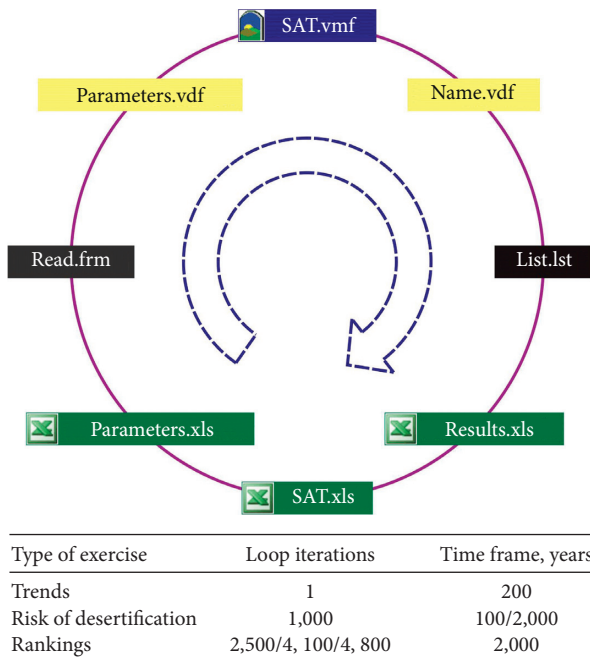 SAT.vmf
Parameters.vdf
Name.vdf
Read.frm
List.lst
Parameters.xls
Results.xls
SAT.xls
Type of exercise Loop iterations Time frame, years
Trends 1 200
Risk of desertification 1,000 100/2,000
Rankings 2,500/4, 100/4, 800 2,000